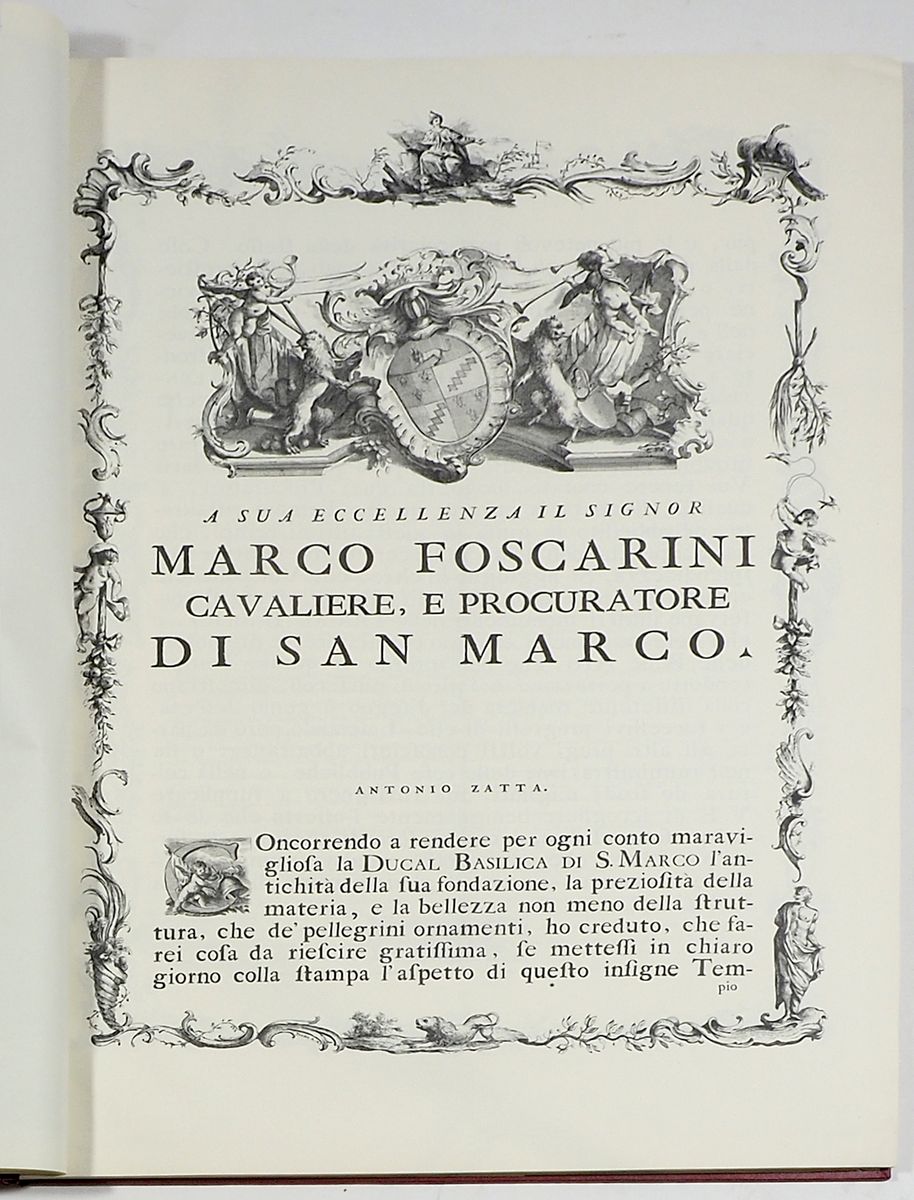 A SUA ECCELLENZA IL SIGNOR
MARCO FOSCARINI
CAVALIERE, E PROCURATORE
DI SAN MARCO.
ANTONIO ZATTA.
COncorrendo a rendere per ogni conto maravi-
glioſa la DUCAL BASILICA DI S. MARCO l'an-
tichità della ſua fondazione, la prezioſità della
materia, e la bellezza non meno della ſtrut-
tura, che de' pellegrini ornamenti, ho creduto, che fa-
rei coſa da rieſcire gratiſſima, ſe metteſſi in chiaro
giorno colla ſtampa l'aſpetto di queſto inſigne Tem-
pio